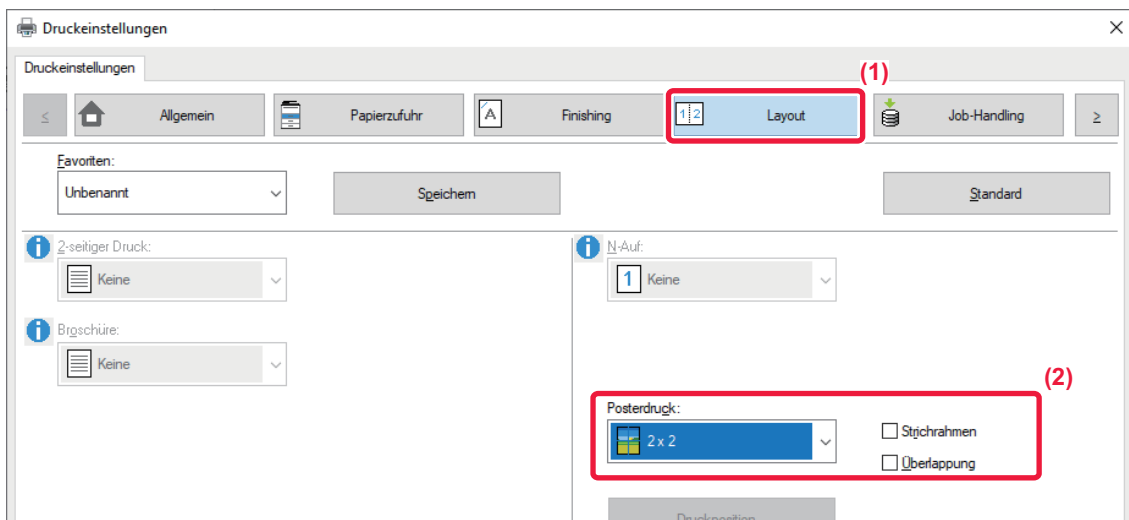 Druckeinstellungen
Druckeinstellungen
(1)
≤ Allgemein Papierzufuhr A Finishing 1 2 Layout Job-Handling ≥
Favoriten:
Unbenannt Speichern Standard
2-seitiger Druck: N-Auf:
Keine 1 Keine
Broschüre:
Keine
(2)
Posterdruck:
2 x 2 Strichrahmen
Überlappung
Druckposition...